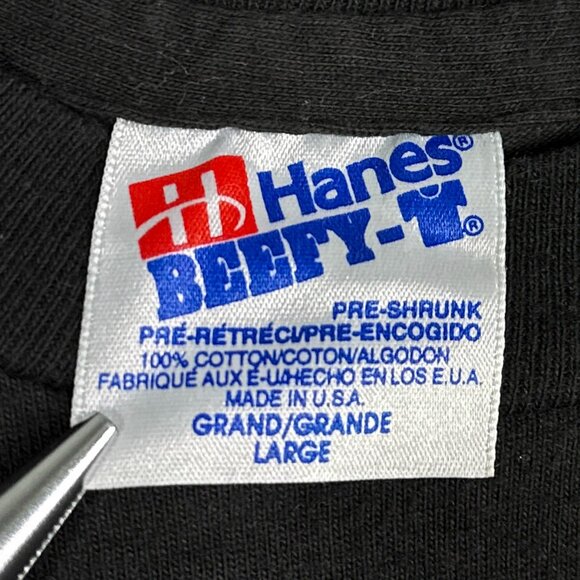 H Hanes®
BEEFY-T®
PRE-SHRUNK
PRÉ-RÉTRÉCI/PRE-ENCOGIDO
100% COTTON/COTON/ALGODON
FABRIQUÉ AUX É-U/HECHO EN LOS E.U.A.
MADE IN U.S.A.
GRAND/GRANDE
LARGE